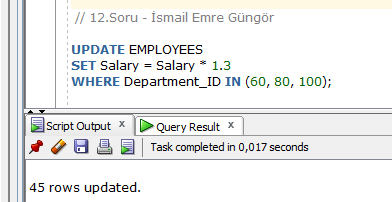 // 12.Soru - İsmail Emre Güngör
UPDATE EMPLOYEES
SET Salary = Salary * 1.3
WHERE Department_ID IN (60, 80, 100);
Script Output x Query Result x
Task completed in 0,017 seconds
45 rows updated.